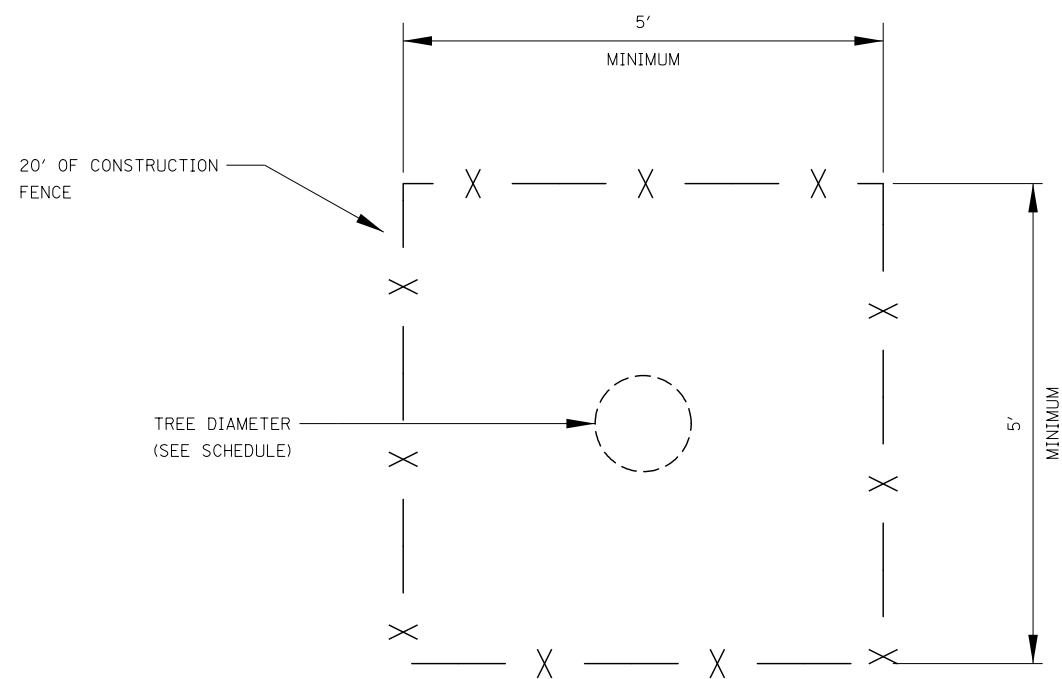 5'
MINIMUM
20' OF CONSTRUCTION
FENCE
TREE DIAMETER
(SEE SCHEDULE)
5'
MINIMUM